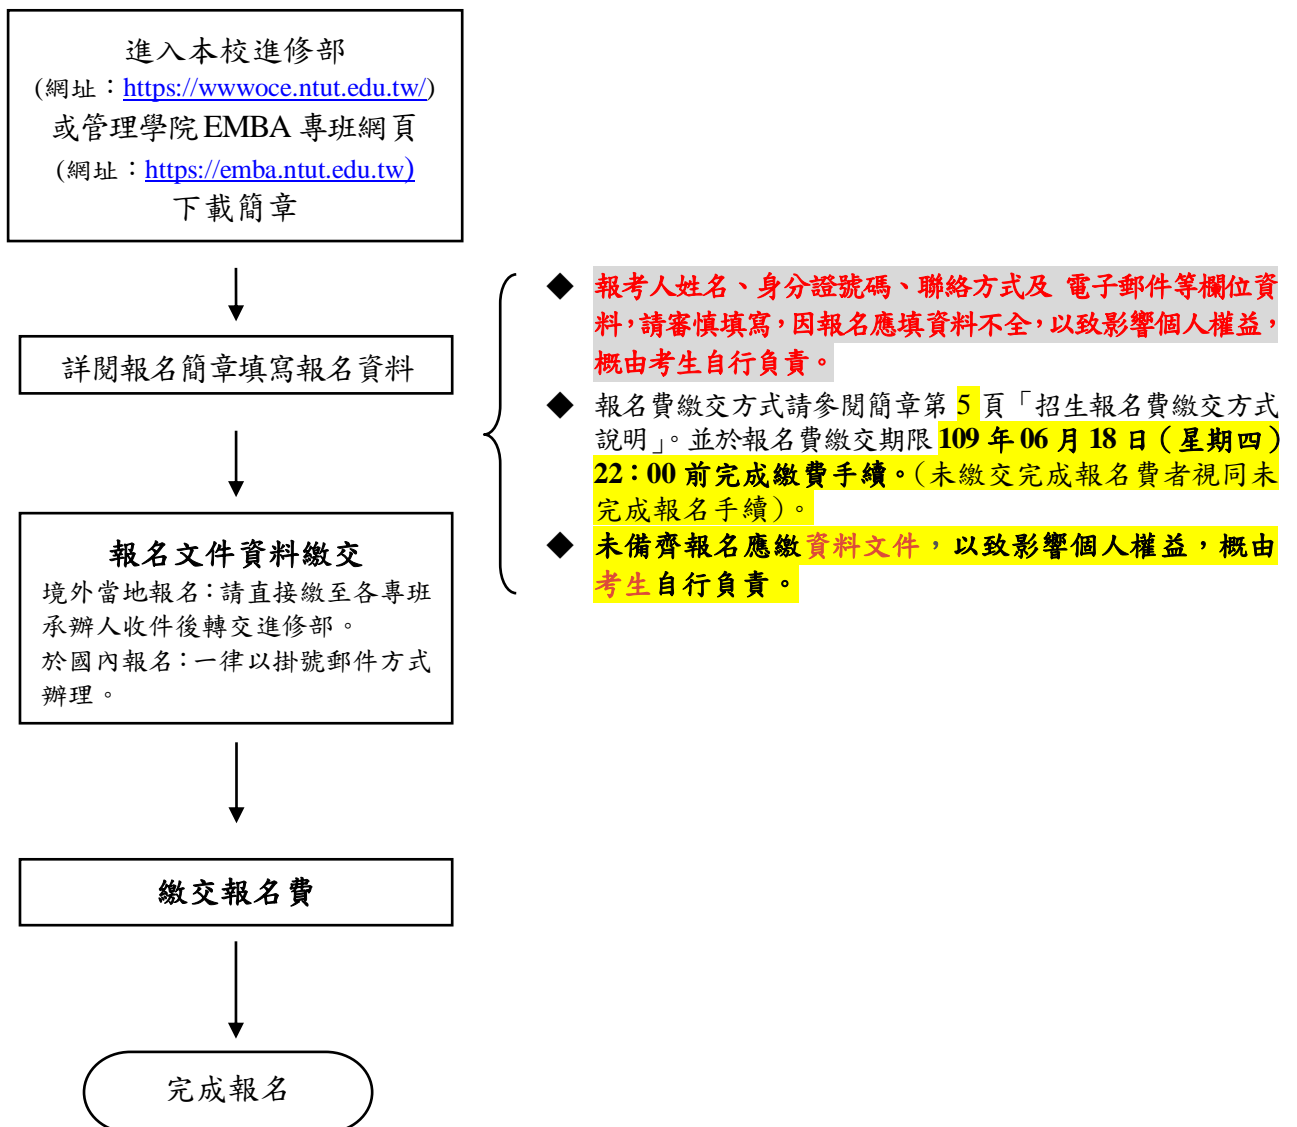 進入本校進修部
(網址：https://wwwoce.ntut.edu.tw/)
或管理學院 EMBA 專班網頁
(網址：https://emba.ntut.edu.tw)
下載簡章
詳閱報名簡章填寫報名資料
◆ 報考人姓名、身分證號碼、聯絡方式及 電子郵件等欄位資
料，請審慎填寫，因報名應填資料不全，以致影響個人權益，
概由考生自行負責。
◆ 報名費繳交方式請參閱簡章第 5 頁「招生報名費繳交方式
說明」。並於報名費繳交期限 109 年 06 月 18 日（星期四）
22：00 前完成繳費手續。（未繳交完成報名費者視同未
完成報名手續）。
◆ 未備齊報名應繳資料文件，以致影響個人權益，概由
考生自行負責。
報名文件資料繳交
境外當地報名：請直接繳至各專班
承辦人收件後轉交進修部。
於國內報名：一律以掛號郵件方式
辦理。
繳交報名費
完成報名